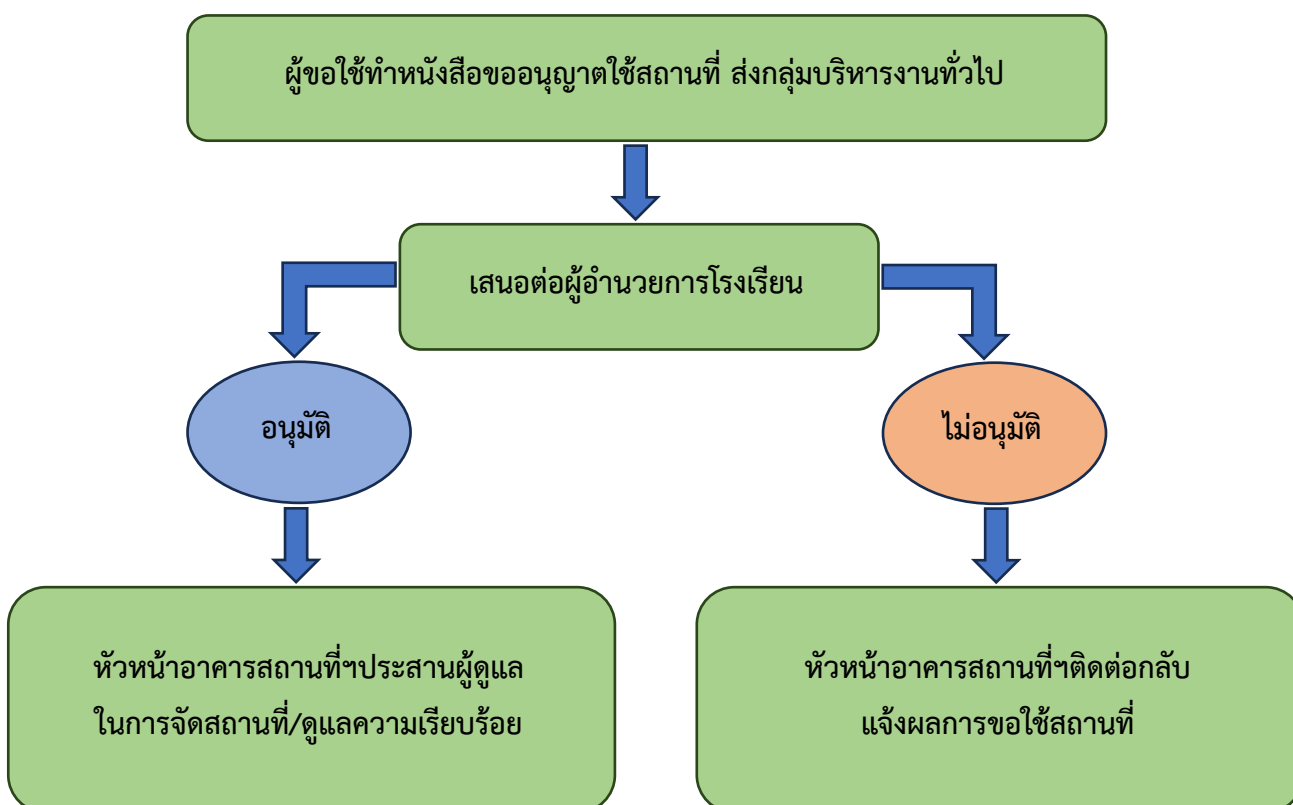 ผู้ขอใช้ทำหนังสือขออนุญาตใช้สถานที่ ส่งกลุ่มบริหารงานทั่วไป
เสนอต่อผู้อำนวยการโรงเรียน
อนุมัติ
ไม่อนุมัติ
หัวหน้าอาคารสถานที่ฯประสานผู้ดูแล
ในการจัดสถานที่/ดูแลความเรียบร้อย
หัวหน้าอาคารสถานที่ฯติดต่อกลับ
แจ้งผลการขอใช้สถานที่